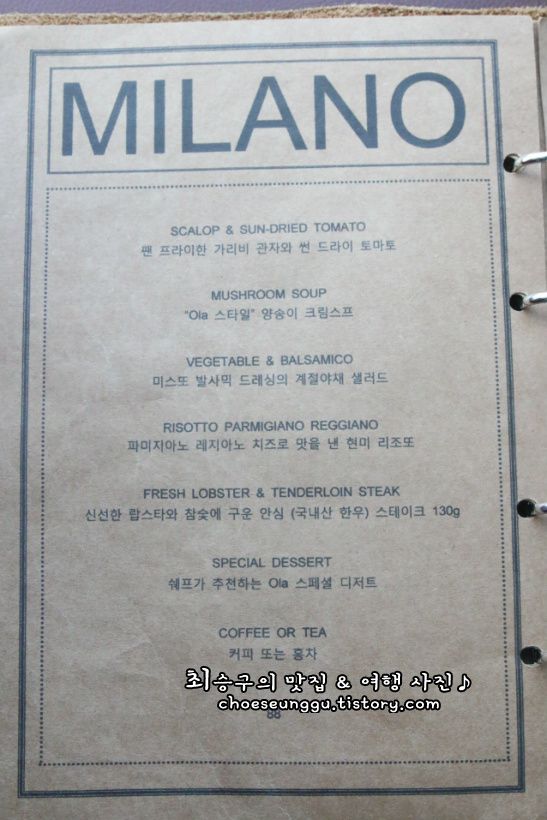 MILANO
SCALOP & SUN-DRIED TOMATO
팬 프라이한 가리비 관자와 썬 드라이 토마토
MUSHROOM SOUP
“Ola 스타일” 양송이 크림스프
VEGETABLE & BALSAMICO
미스또 발사믹 드레싱의 계절야채 샐러드
RISOTTO PARMIGIANO REGGIANO
파미지아노 레지아노 치즈로 맛을 낸 현미 리조또
FRESH LOBSTER & TENDERLOIN STEAK
신선한 랍스타와 참숯에 구운 안심 (국내산 한우) 스테이크 130g
SPECIAL DESSERT
쉐프가 추천하는 Ola 스페셜 디저트
COFFEE OR TEA
커피 또는 홍차
최승구의 맛집 & 여행 사진♪
choeseunggu.tistory.com
88